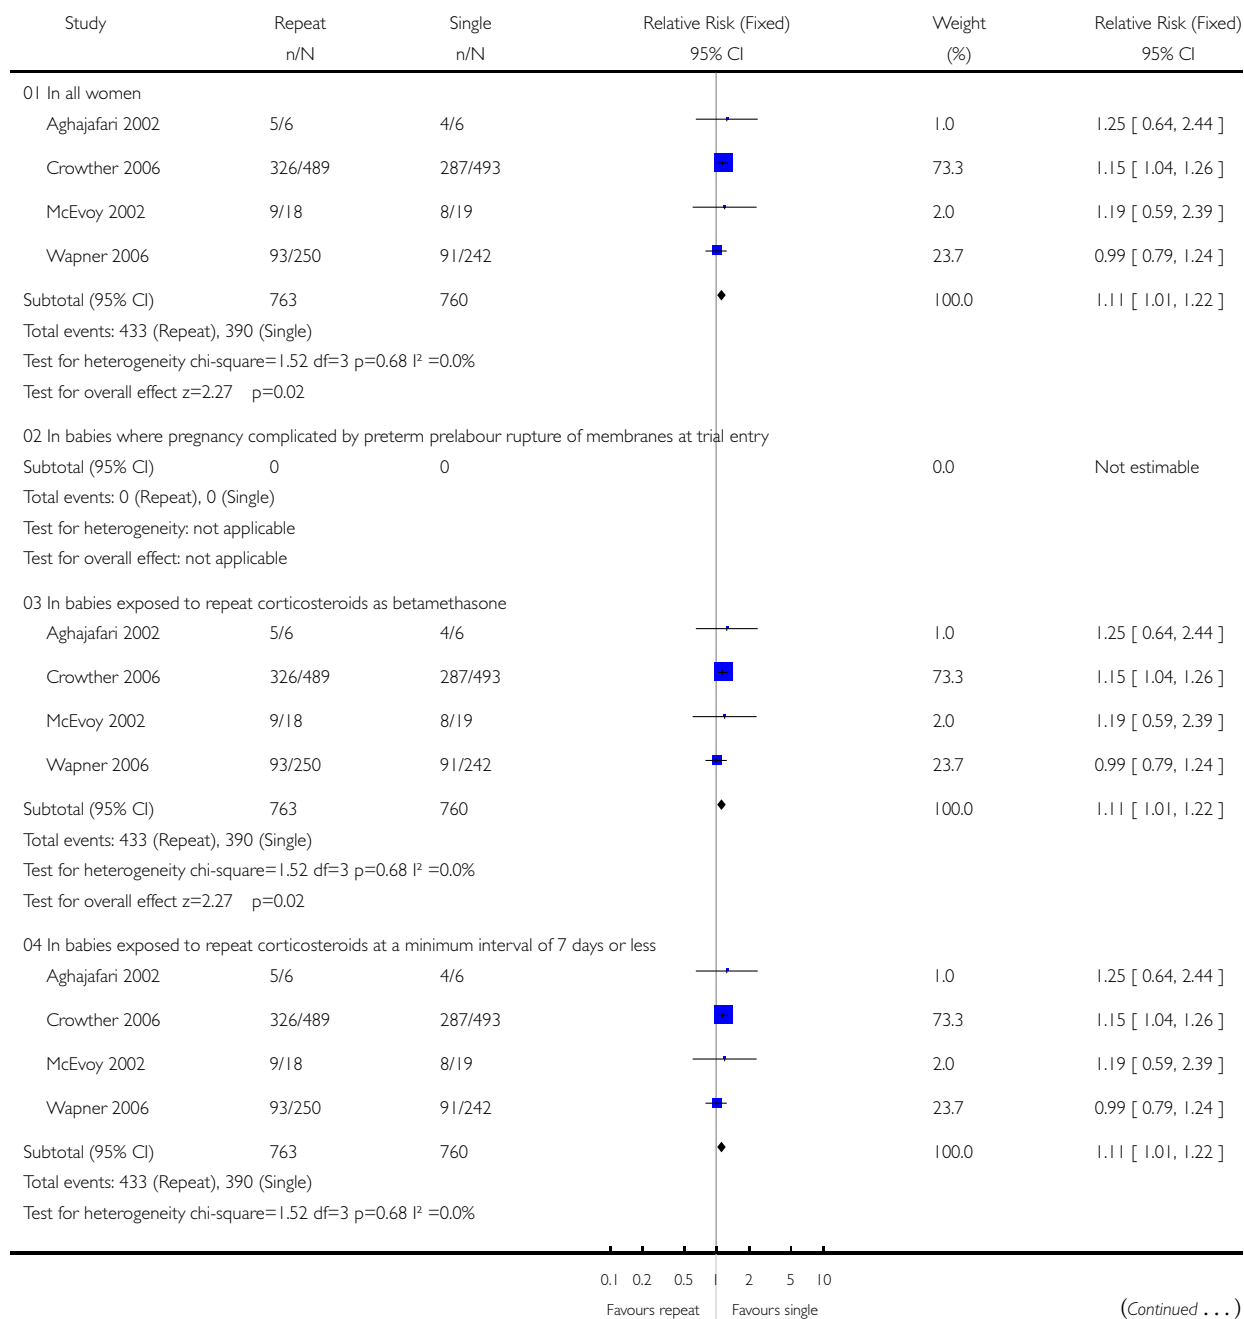 Study Repeat Single Relative Risk (Fixed) Weight Relative Risk (Fixed)
n/N n/N 95% CI (%) 95% CI
01 In all women
Aghajafari 2002 5/6 4/6 1.0 1.25 [ 0.64, 2.44 ]
Crowther 2006 326/489 287/493 73.3 1.15 [ 1.04, 1.26 ]
McEvoy 2002 9/18 8/19 2.0 1.19 [ 0.59, 2.39 ]
Wapner 2006 93/250 91/242 23.7 0.99 [ 0.79, 1.24 ]
Subtotal (95% CI) 763 760 100.0 1.11 [ 1.01, 1.22 ]
Total events: 433 (Repeat), 390 (Single)
Test for heterogeneity chi-square=1.52 df=3 p=0.68 I² =0.0%
Test for overall effect z=2.27 p=0.02
02 In babies where pregnancy complicated by preterm prelabour rupture of membranes at trial entry
Subtotal (95% CI) 0 0 0.0 Not estimable
Total events: 0 (Repeat), 0 (Single)
Test for heterogeneity: not applicable
Test for overall effect: not applicable
03 In babies exposed to repeat corticosteroids as betamethasone
Aghajafari 2002 5/6 4/6 1.0 1.25 [ 0.64, 2.44 ]
Crowther 2006 326/489 287/493 73.3 1.15 [ 1.04, 1.26 ]
McEvoy 2002 9/18 8/19 2.0 1.19 [ 0.59, 2.39 ]
Wapner 2006 93/250 91/242 23.7 0.99 [ 0.79, 1.24 ]
Subtotal (95% CI) 763 760 100.0 1.11 [ 1.01, 1.22 ]
Total events: 433 (Repeat), 390 (Single)
Test for heterogeneity chi-square=1.52 df=3 p=0.68 I² =0.0%
Test for overall effect z=2.27 p=0.02
04 In babies exposed to repeat corticosteroids at a minimum interval of 7 days or less
Aghajafari 2002 5/6 4/6 1.0 1.25 [ 0.64, 2.44 ]
Crowther 2006 326/489 287/493 73.3 1.15 [ 1.04, 1.26 ]
McEvoy 2002 9/18 8/19 2.0 1.19 [ 0.59, 2.39 ]
Wapner 2006 93/250 91/242 23.7 0.99 [ 0.79, 1.24 ]
Subtotal (95% CI) 763 760 100.0 1.11 [ 1.01, 1.22 ]
Total events: 433 (Repeat), 390 (Single)
Test for heterogeneity chi-square=1.52 df=3 p=0.68 I² =0.0%
0.1 0.2 0.5 1 2 5 10
Favours repeat Favours single (Continued . . . )